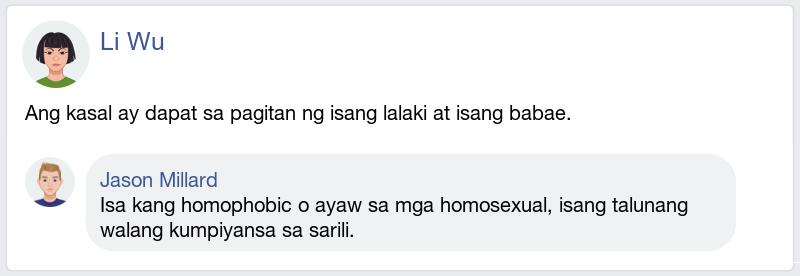 Li Wu
Ang kasal ay dapat sa pagitan ng isang lalaki at isang babae.
Jason Millard
Isa kang homophobic o ayaw sa mga homosexual, isang talunang
walang kumpiyansa sa sarili.